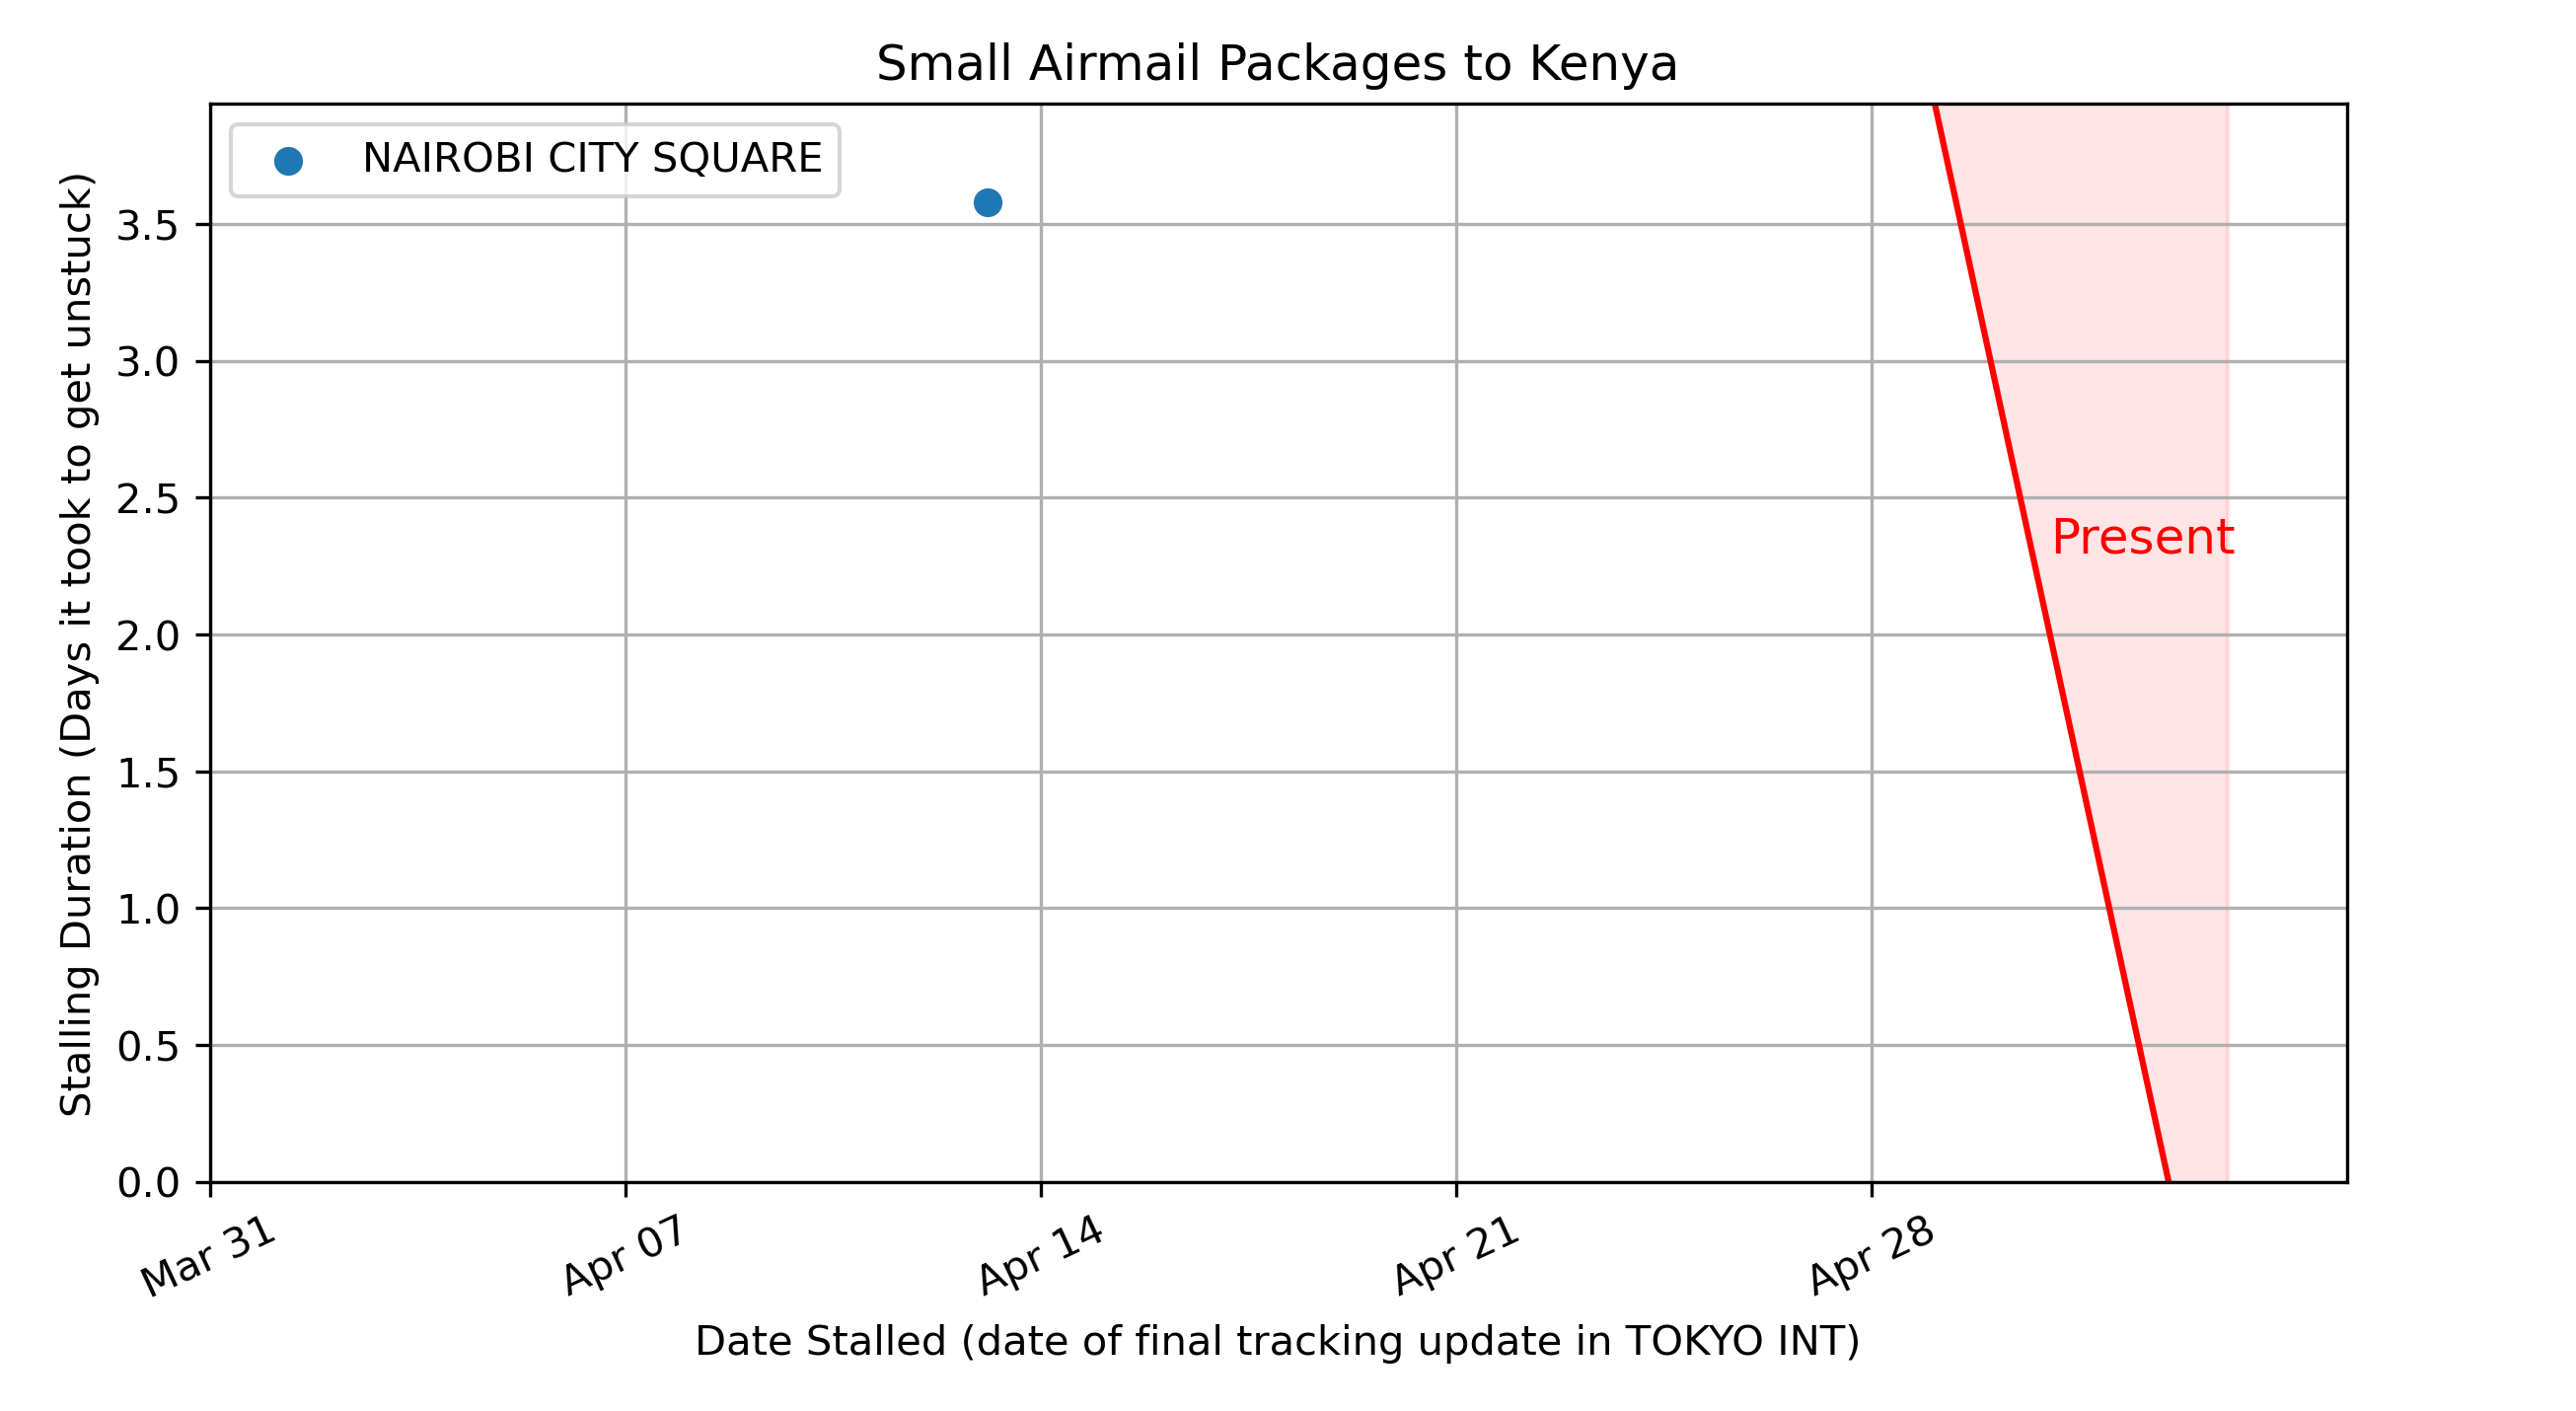 Small Airmail Packages to Kenya
NAIROBI CITY SQUARE
Stalling Duration (Days it took to get unstuck)
3.5
3.0
2.5
2.0
1.5
1.0
0.5
0.0
Present
Mar 31
Apr 07
Apr 14
Apr 21
Apr 28
Date Stalled (date of final tracking update in TOKYO INT)